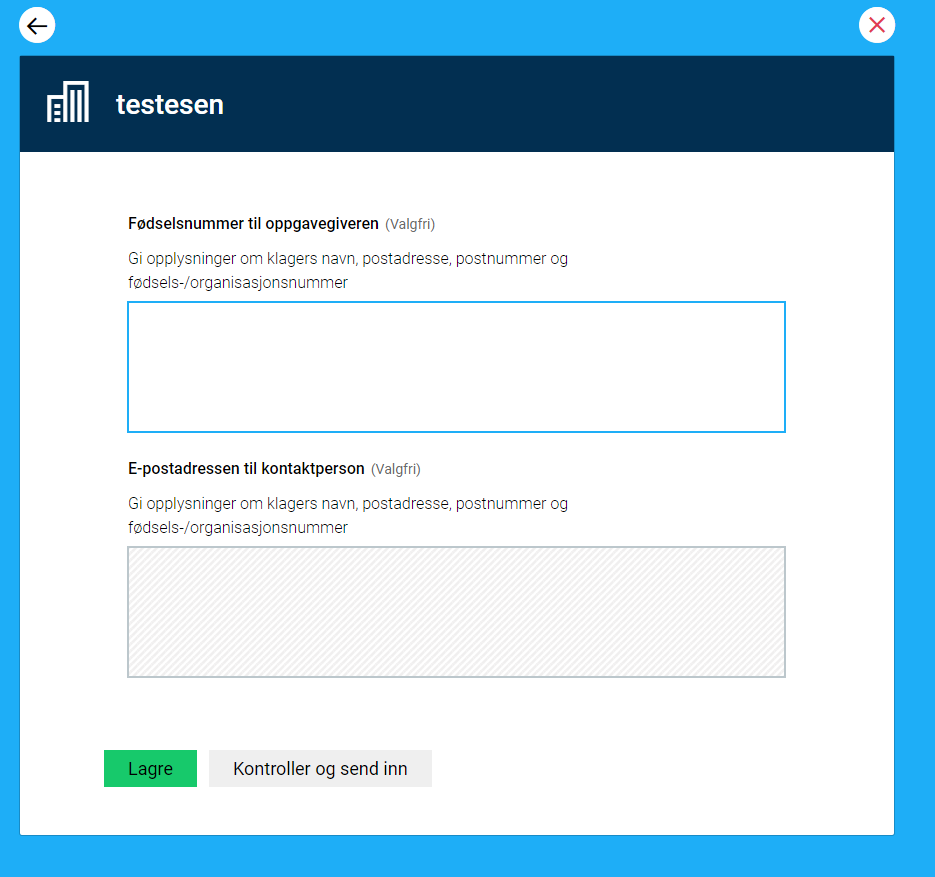 testesen
Fødselsnummer til oppgavegiveren (Valgfri)
Gi opplysninger om klagers navn, postadresse, postnummer og
fødsels-/organisasjonsnummer
E-postadressen til kontaktperson (Valgfri)
Gi opplysninger om klagers navn, postadresse, postnummer og
fødsels-/organisasjonsnummer
Lagre Kontroller og send inn